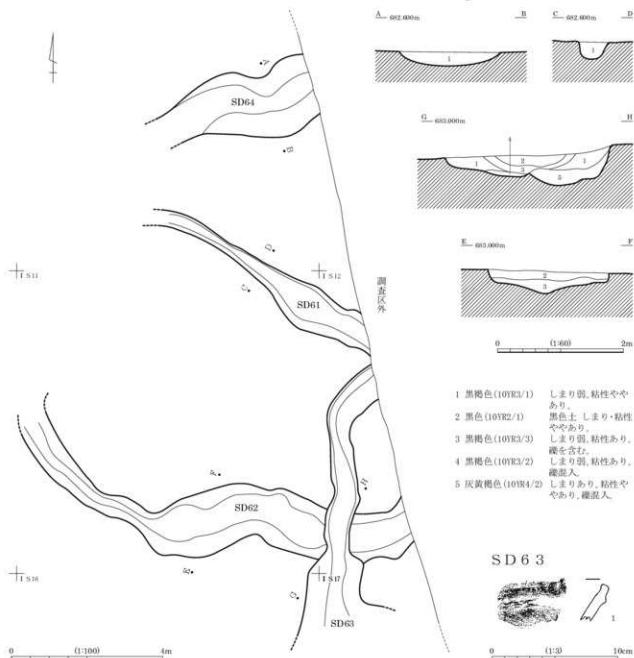 A 682.600m B
1
C 682.600m D
1
G 683.000m H
4
1 2 1
3
5
E 683.000m F
2
3
0 (1:60) 2m
A
SD64
B
D
I S11
C
I S12
SD61
調査区外
F
H
SD62
E
I S16
I S17
G
SD63
0 (1:100) 4m
1 黒褐色(10YR3/1) しまり弱、粘性やや
あり。
2 黒色(10YR2/1) 黒色土 しまり・粘性
ややあり。
3 黒褐色(10YR3/3) しまり弱、粘性あり、
礫を含む。
4 黒褐色(10YR3/2) しまり弱、粘性あり、
礫混入。
5 灰黄褐色(10YR4/2) しまりあり、粘性や
やあり、礫混入。
SD63
1
0 (1:3) 10cm